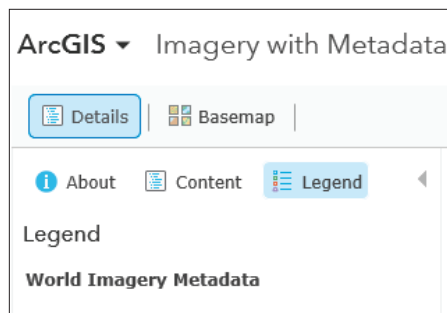 ArcGIS Imagery with Metadata
Details Basemap
About Content Legend
Legend
World Imagery Metadata